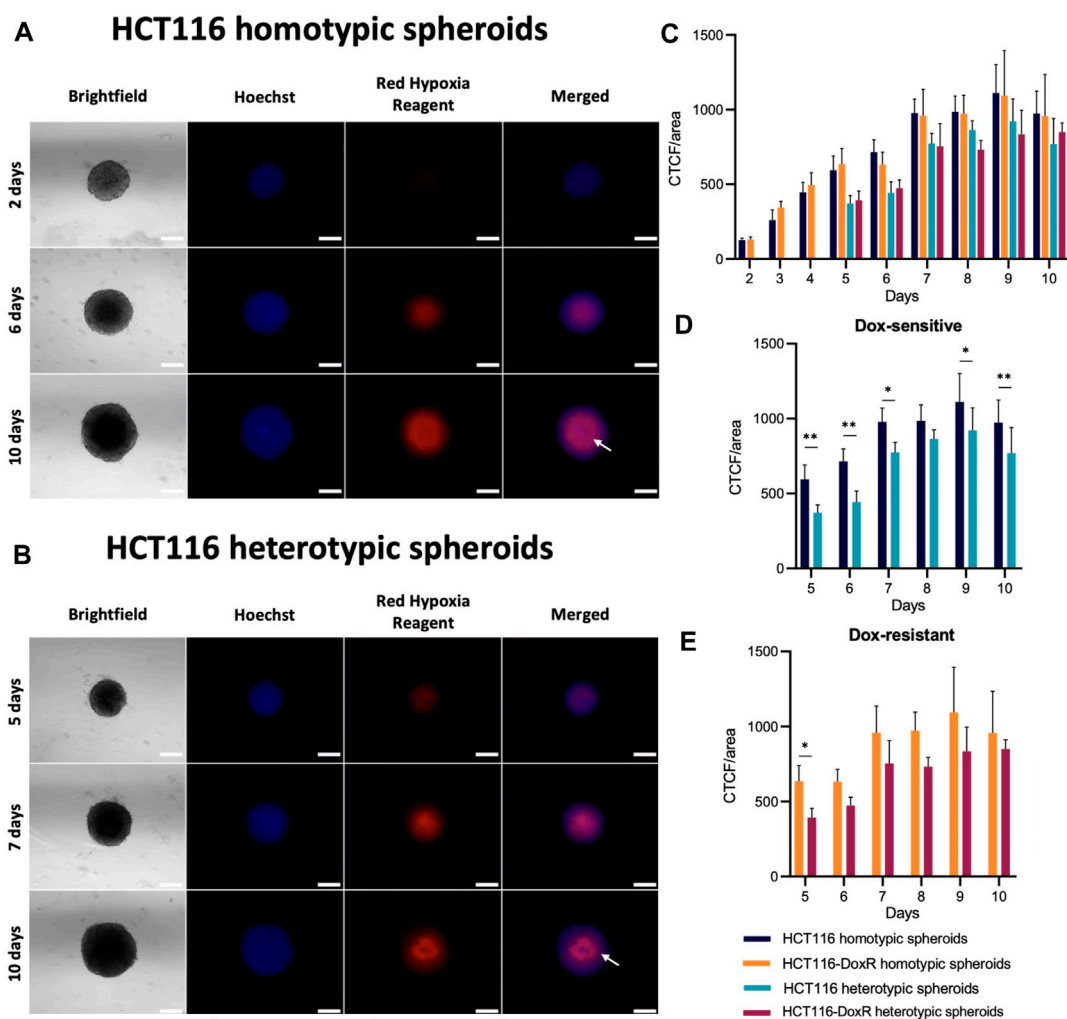 A
HCT116 homotypic spheroids
Brightfield
Hoechst
Red Hypoxia
Reagent
Merged
2 days
6 days
10 days
B
HCT116 heterotypic spheroids
Brightfield
Hoechst
Red Hypoxia
Reagent
Merged
5 days
7 days
10 days
C
1500
1000
500
0
CTCF/area
2 3 4 5 6 7 8 9 10
Days
D
Dox-sensitive
1500
1000
500
0
CTCF/area
** ** * * **
5 6 7 8 9 10
Days
E
Dox-resistant
1500
1000
500
0
CTCF/area
*
5 6 7 8 9 10
Days
HCT116 homotypic spheroids
HCT116-DoxR homotypic spheroids
HCT116 heterotypic spheroids
HCT116-DoxR heterotypic spheroids